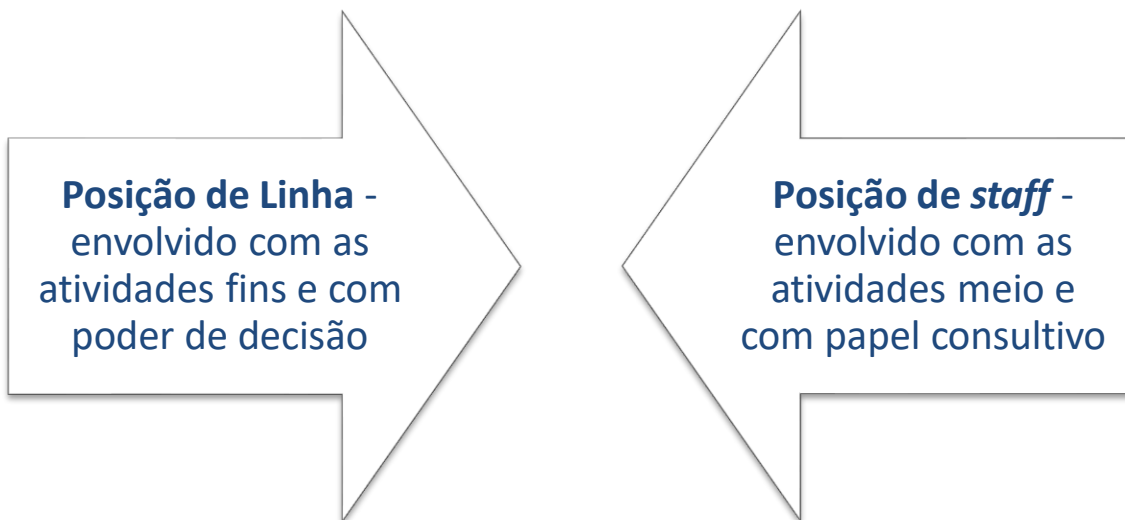 Posição de Linha -
envolvido com as
atividades fins e com
poder de decisão
Posição de staff -
envolvido com as
atividades meio e
com papel consultivo